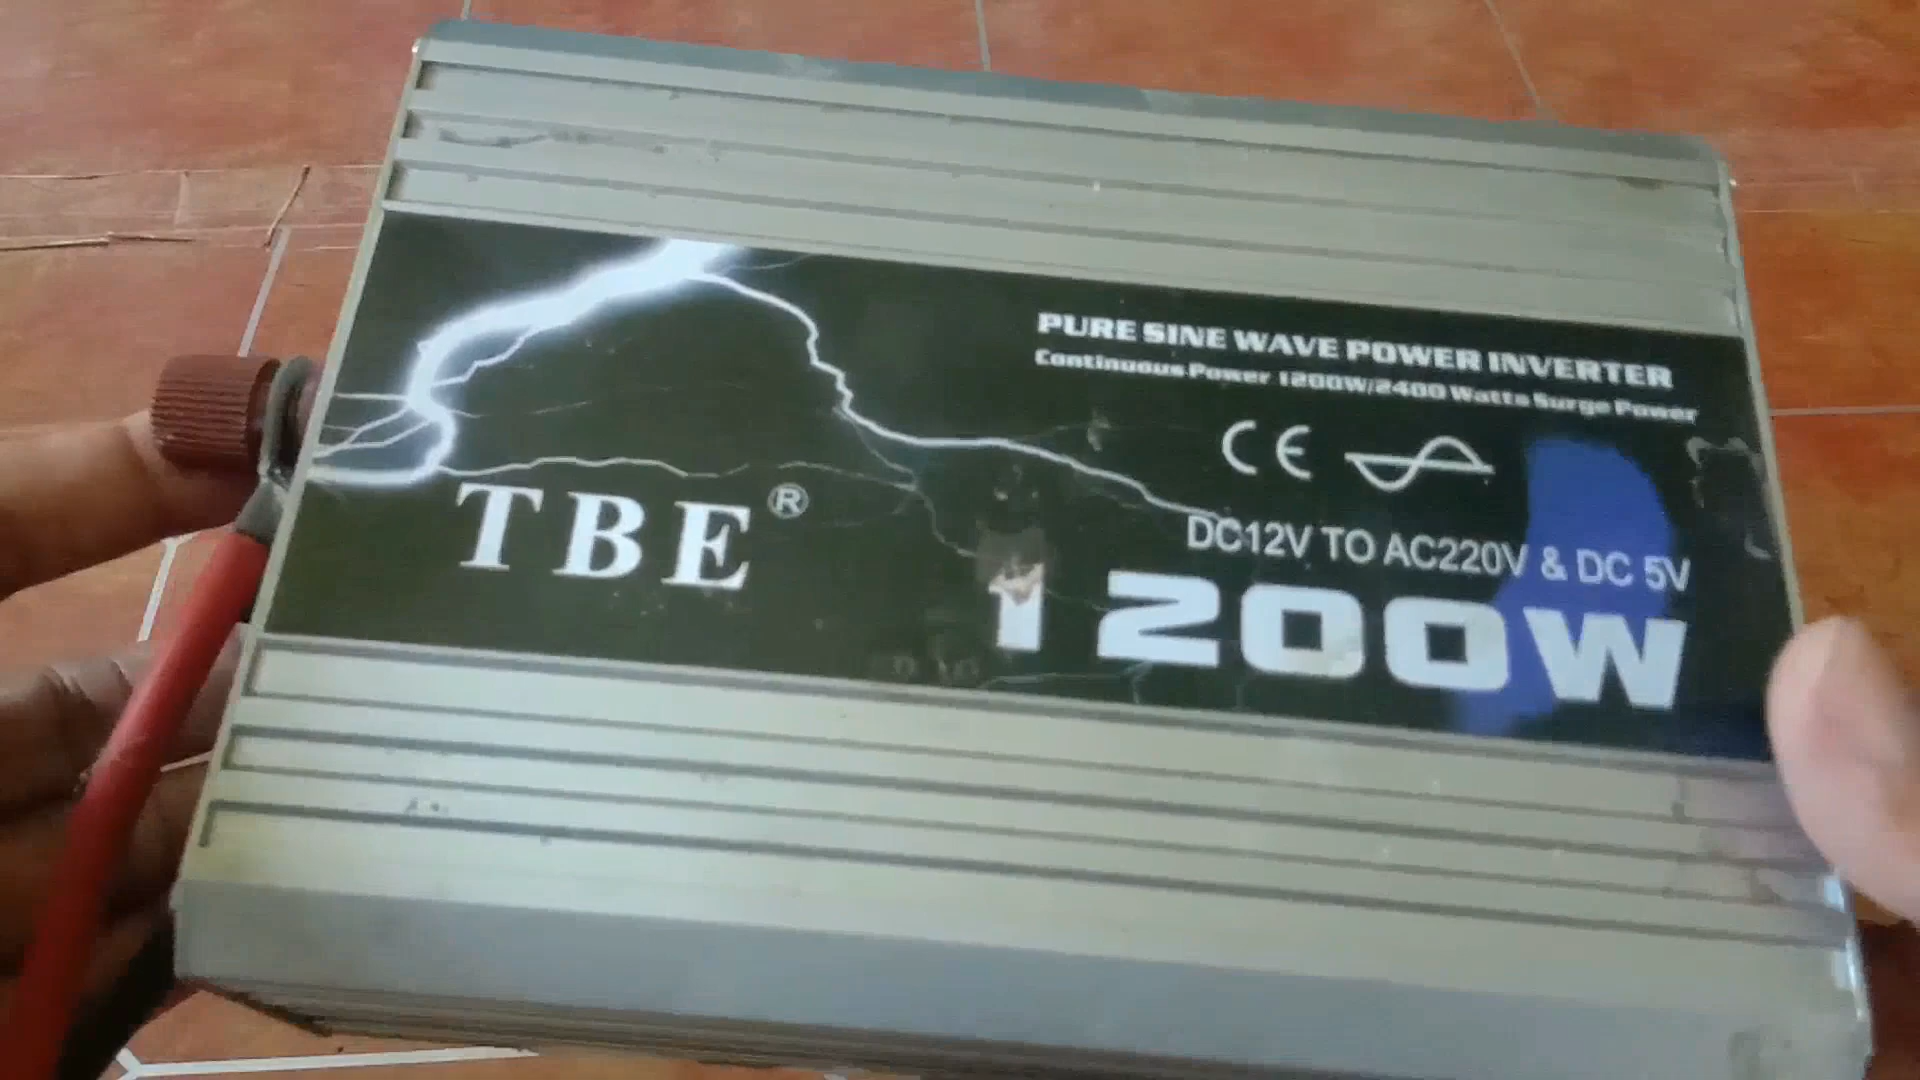 PURE SINE WAVE POWER INVERTER
Continuous Power 1200W/2400 Watts Surge Power
CE
TBE®
DC12V TO AC220V & DC 5V
1200W